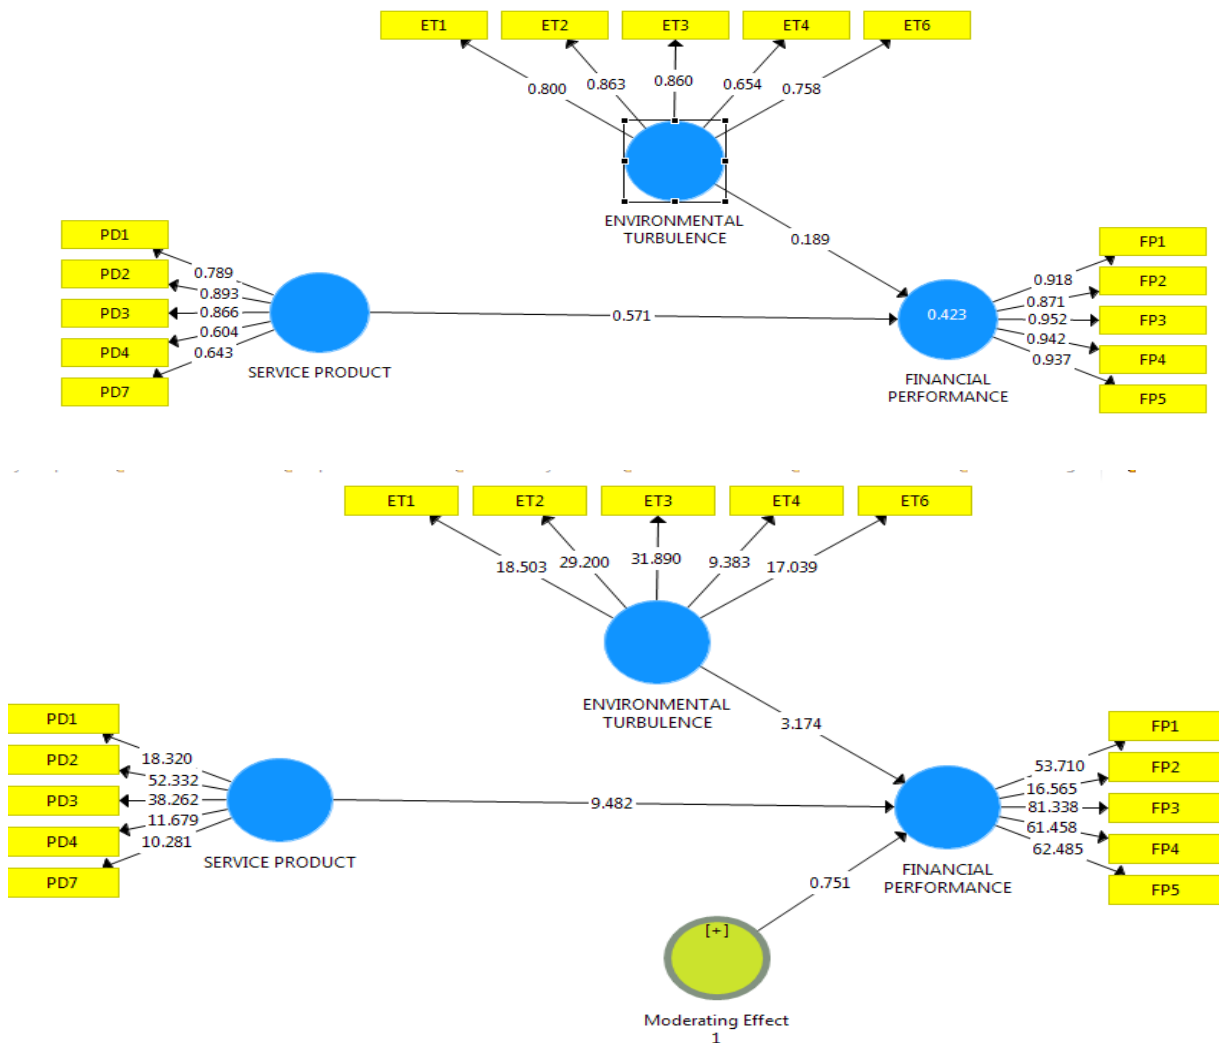 ET1 ET2 ET3 ET4 ET6
0.800 0.863 0.860 0.654 0.758
ENVIRONMENTAL
TURBULENCE
0.189
PD1
PD2
PD3
PD4
PD7
0.789
0.893
0.866
0.604
0.643
SERVICE PRODUCT
0.571
0.423
FINANCIAL
PERFORMANCE
0.918
0.871
0.952
0.942
0.937
FP1
FP2
FP3
FP4
FP5
ET1 ET2 ET3 ET4 ET6
18.503 29.200 31.890 9.383 17.039
ENVIRONMENTAL
TURBULENCE
3.174
PD1
PD2
PD3
PD4
PD7
18.320
52.332
38.262
11.679
10.281
SERVICE PRODUCT
9.482
FINANCIAL
PERFORMANCE
53.710
16.565
81.338
61.458
62.485
FP1
FP2
FP3
FP4
FP5
0.751
[+]
Moderating Effect
1